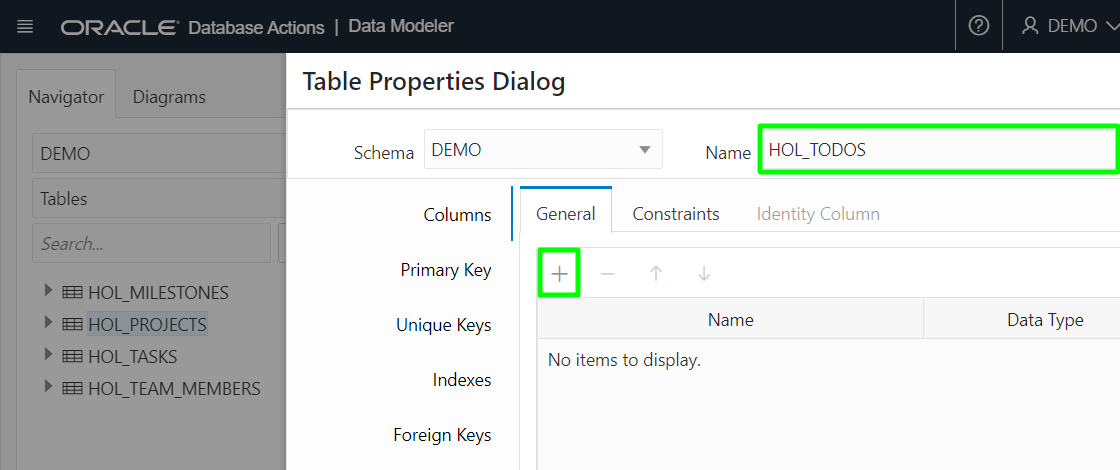 ORACLE Database Actions | Data Modeler
DEMO
Navigator Diagrams
DEMO
Tables
Search...
HOL_MILESTONES
HOL_PROJECTS
HOL_TASKS
HOL_TEAM_MEMBERS
Table Properties Dialog
Schema DEMO Name HOL_TODOS
Columns
Primary Key
Unique Keys
Indexes
Foreign Keys
General Constraints Identity Column
Name Data Type
No items to display.